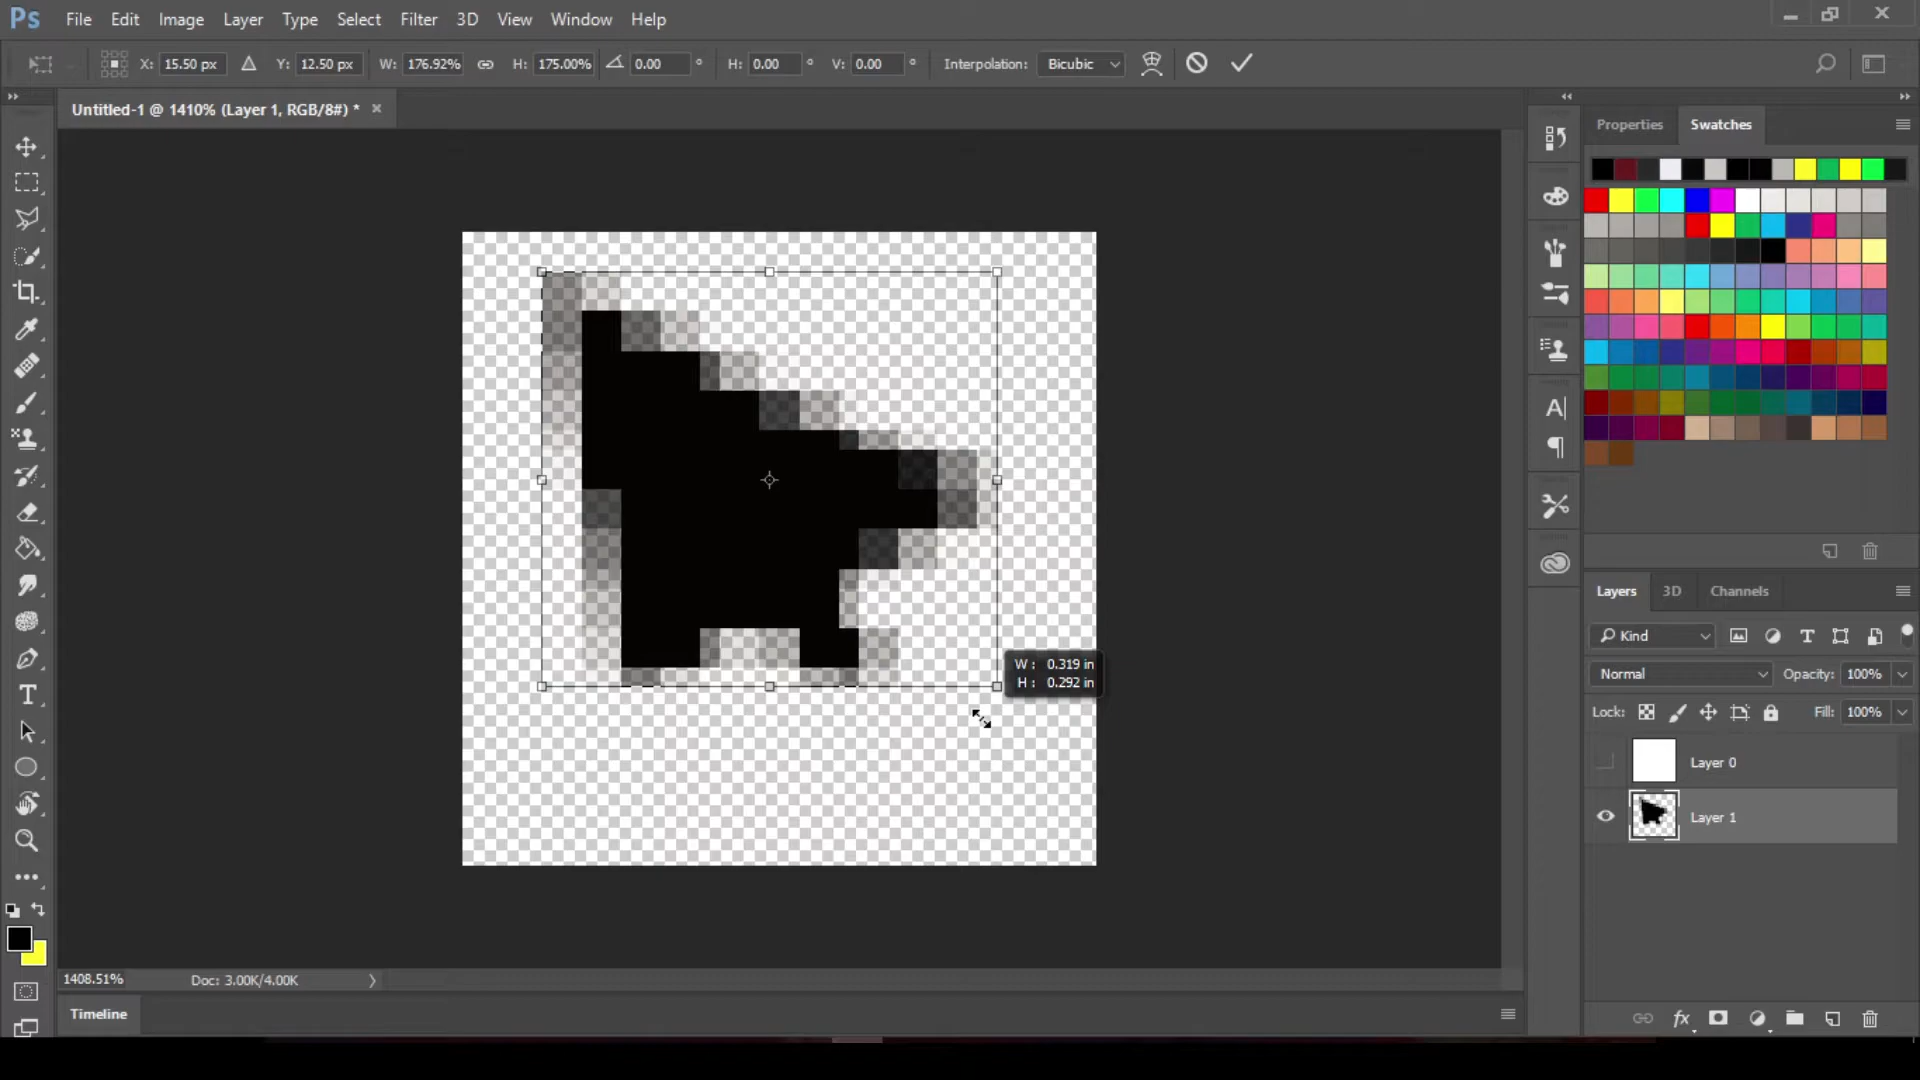 Ps File Edit Image Layer Type Select Filter 3D View Window Help
X: 15.50 px Y: 12.50 px W: 176.92% H: 175.00% 0.00 ° H: 0.00 ° V: 0.00 ° Interpolation: Bicubic
Untitled-1 @ 1410% (Layer 1, RGB/8#) *
Properties Swatches
W : 0.319 in
H : 0.292 in
Layers 3D Channels
Kind
Normal Opacity: 100%
Lock: Fill: 100%
Layer 0
Layer 1
1408.51% Doc: 3.00K/4.00K
Timeline
fx